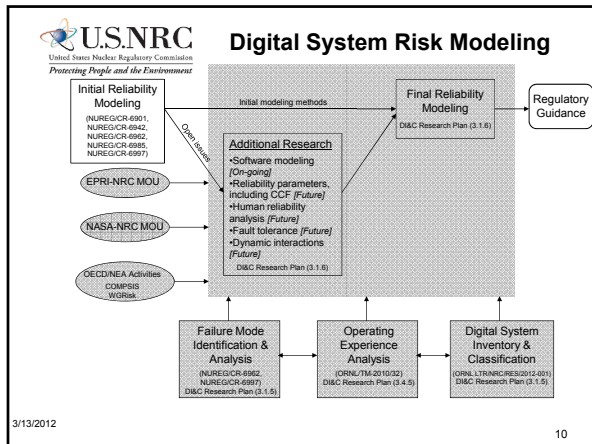 U.S.NRC
United States Nuclear Regulatory Commission
Protecting People and the Environment
Digital System Risk Modeling
Initial Reliability
Modeling
(NUREG/CR-6901,
NUREG/CR-6942,
NUREG/CR-6962,
NUREG/CR-6985,
NUREG/CR-6997)
Initial modeling methods
Open issues
Final Reliability
Modeling
DI&C Research Plan (3.1.6)
Regulatory
Guidance
Additional Research
•Software modeling
[On-going]
•Reliability parameters,
including CCF [Future]
•Human reliability
analysis [Future]
•Fault tolerance [Future]
•Dynamic interactions
[Future]
DI&C Research Plan (3.1.6)
EPRI-NRC MOU
NASA-NRC MOU
OECD/NEA Activities
COMPSIS
WGRisk
Failure Mode
Identification &
Analysis
(NUREG/CR-6962,
NUREG/CR-6997)
DI&C Research Plan (3.1.5)
Operating
Experience
Analysis
(ORNL/TM-2010/32)
DI&C Research Plan (3.4.5)
Digital System
Inventory &
Classification
(ORNL LTR/NRC/RES/2012-001)
DI&C Research Plan (3.1.5)
3/13/2012
10